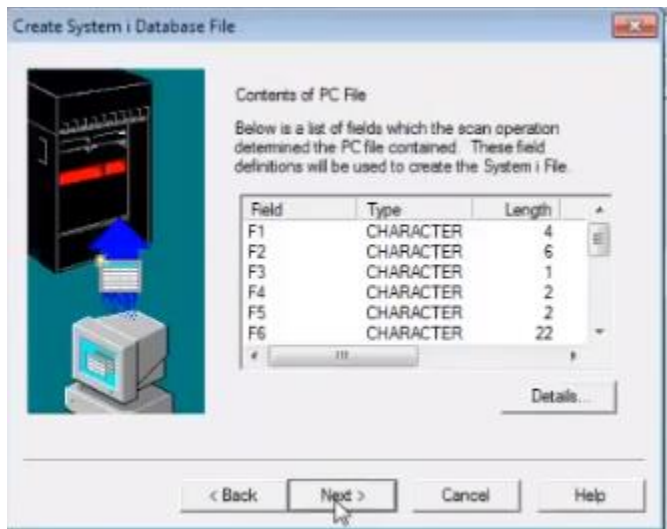 Create System i Database File
Contents of PC File
Below is a list of fields which the scan operation
determined the PC file contained. These field
definitions will be used to create the System i File.
Field Type Length
F1 CHARACTER 4
F2 CHARACTER 6
F3 CHARACTER 1
F4 CHARACTER 2
F5 CHARACTER 2
F6 CHARACTER 22
Details...
< Back Next > Cancel Help